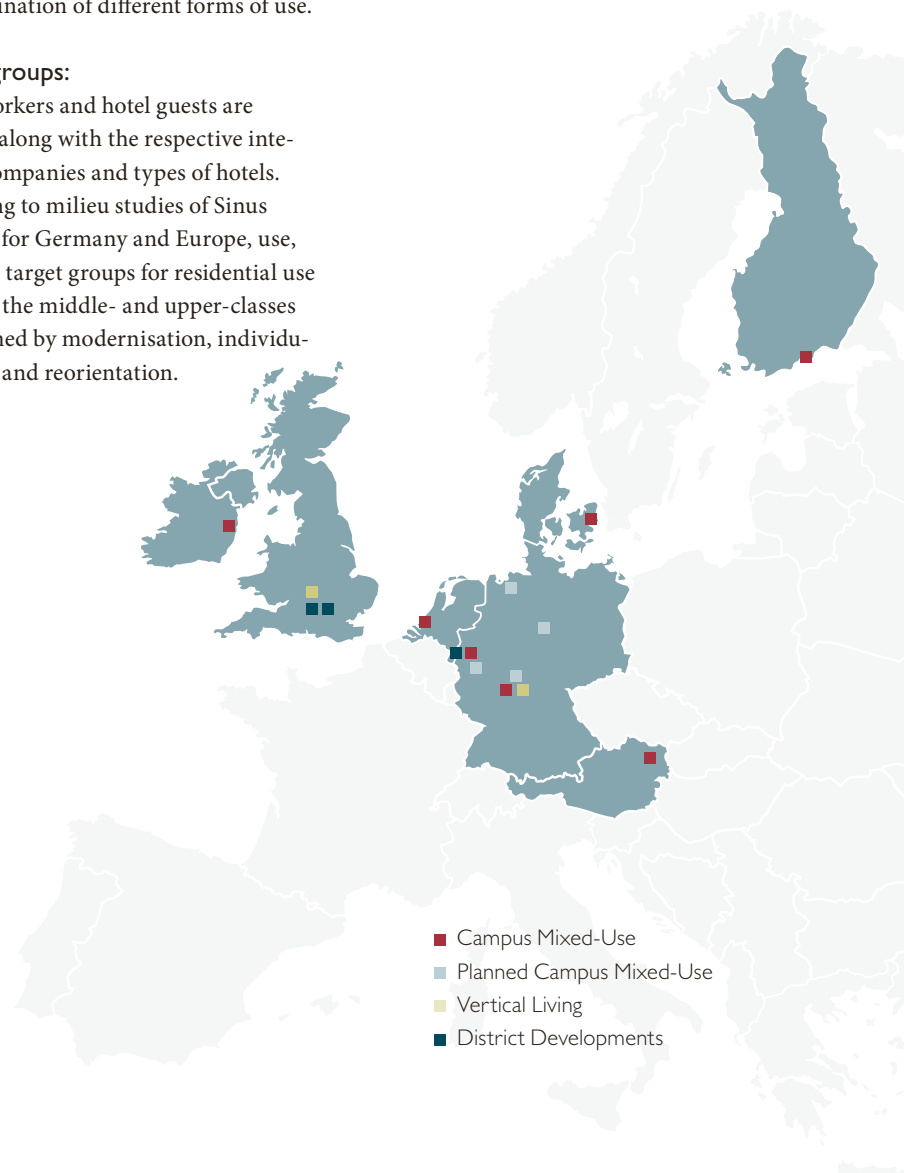 ination of different forms of use.
groups:
orkers and hotel guests are
along with the respective inte-
ompanies and types of hotels.
ng to milieu studies of Sinus
for Germany and Europe, use,
target groups for residential use
the middle- and upper-classes
ned by modernisation, individu-
and reorientation.
Campus Mixed-Use
Planned Campus Mixed-Use
Vertical Living
District Developments